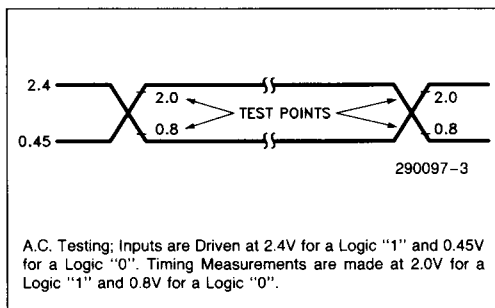 2.4
2.0
TEST POINTS
2.0
0.45
0.8
0.8
290097-3
A.C. Testing; Inputs are Driven at 2.4V for a Logic "1" and 0.45V
for a Logic "0". Timing Measurements are made at 2.0V for a
Logic "1" and 0.8V for a Logic "0".